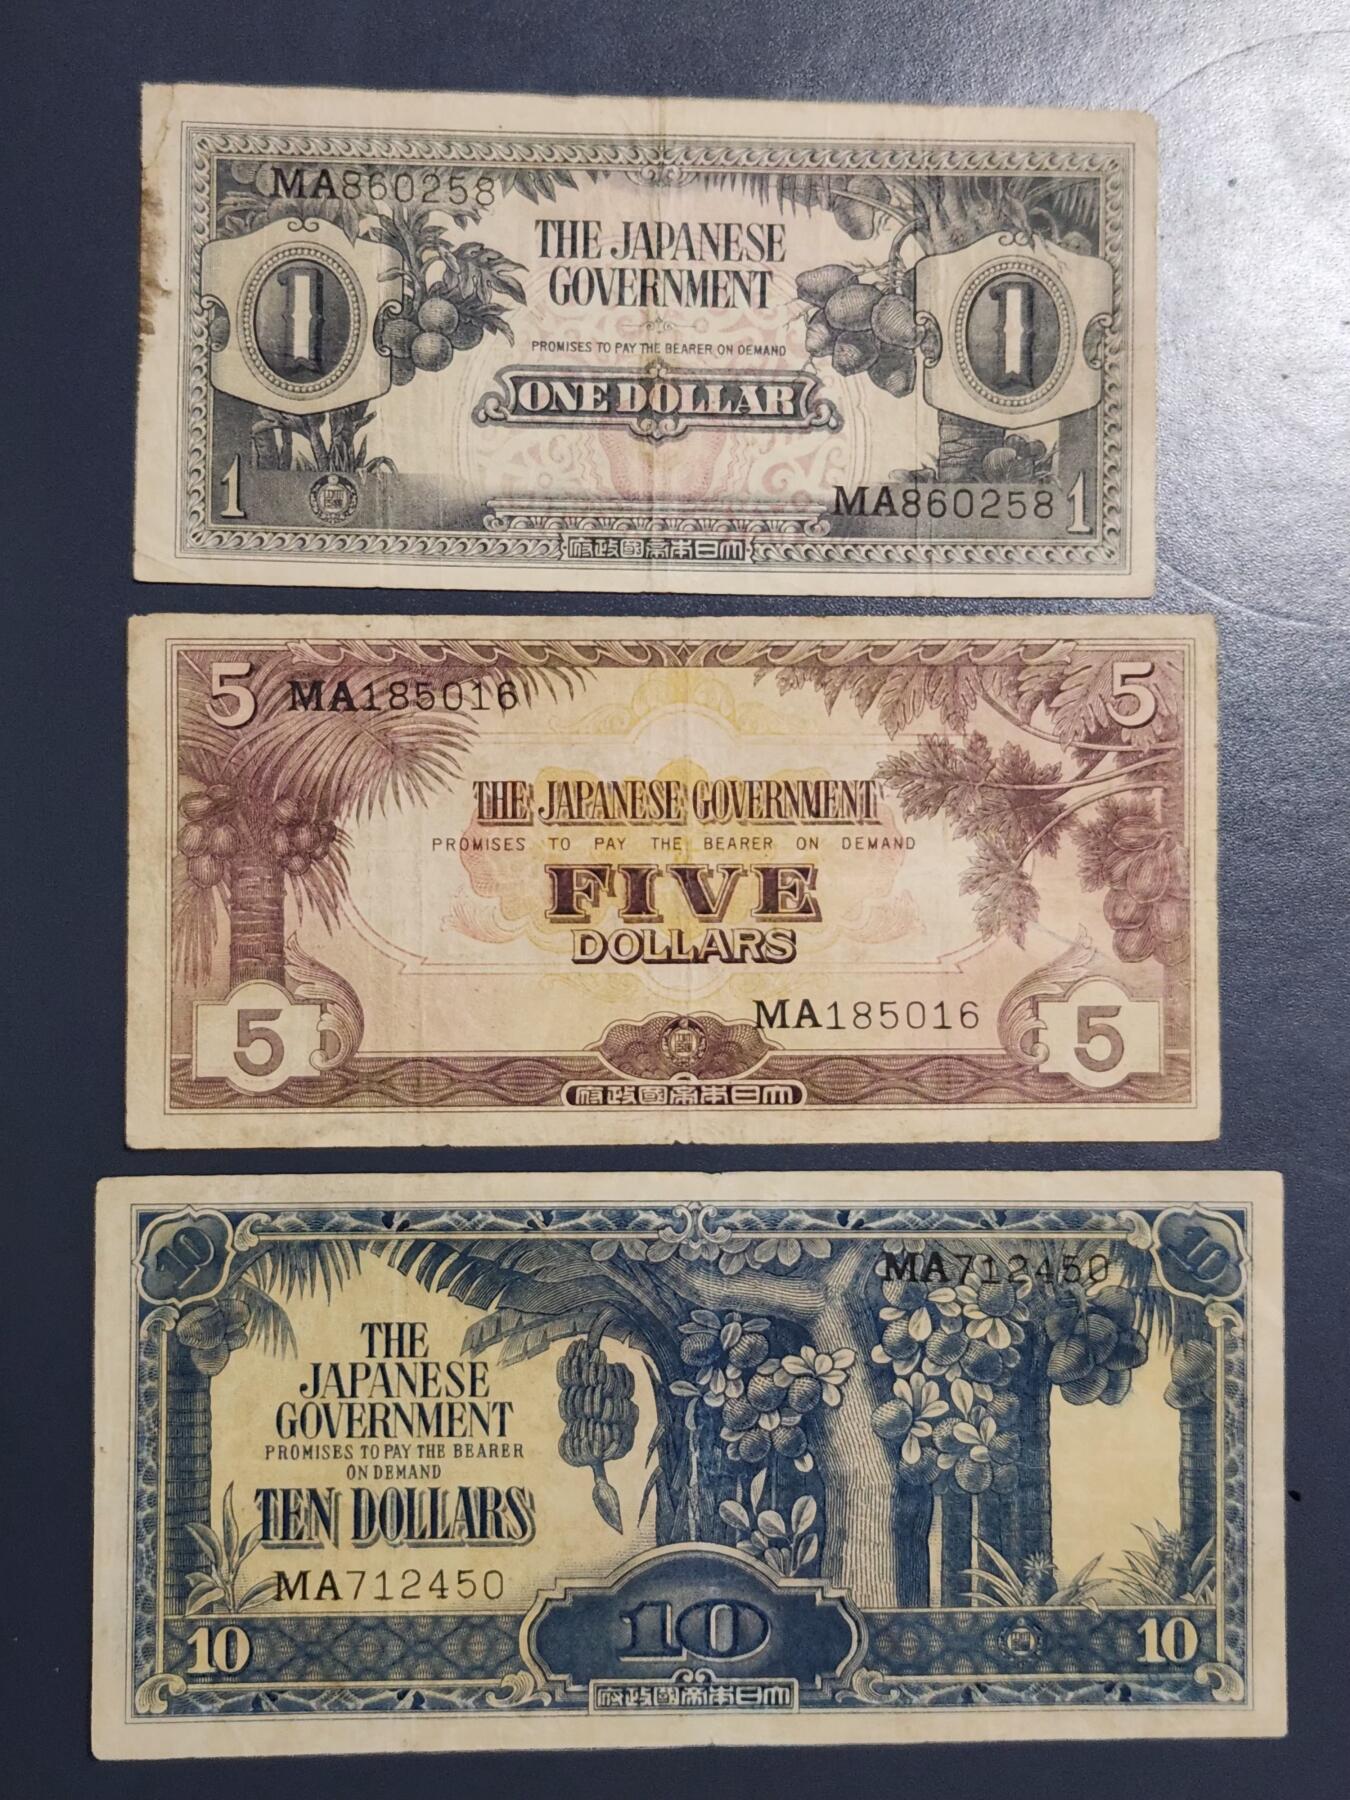 MA860258
THE JAPANESE
GOVERNMENT
1
1
PROMISES TO PAY THE BEARER ON DEMAND
ONE DOLLAR
1
MA860258
1
府政國帝本日大
5
MA185016
5
THE JAPANESE GOVERNMENT
PROMISES TO PAY THE BEARER ON DEMAND
FIVE
DOLLARS
MA185016
5
5
府政國帝本日大
10
MA712450
10
THE
JAPANESE
GOVERNMENT
PROMISES TO PAY THE BEARER
ON DEMAND
TEN DOLLARS
MA712450
10
10
10
府政國帝本日大